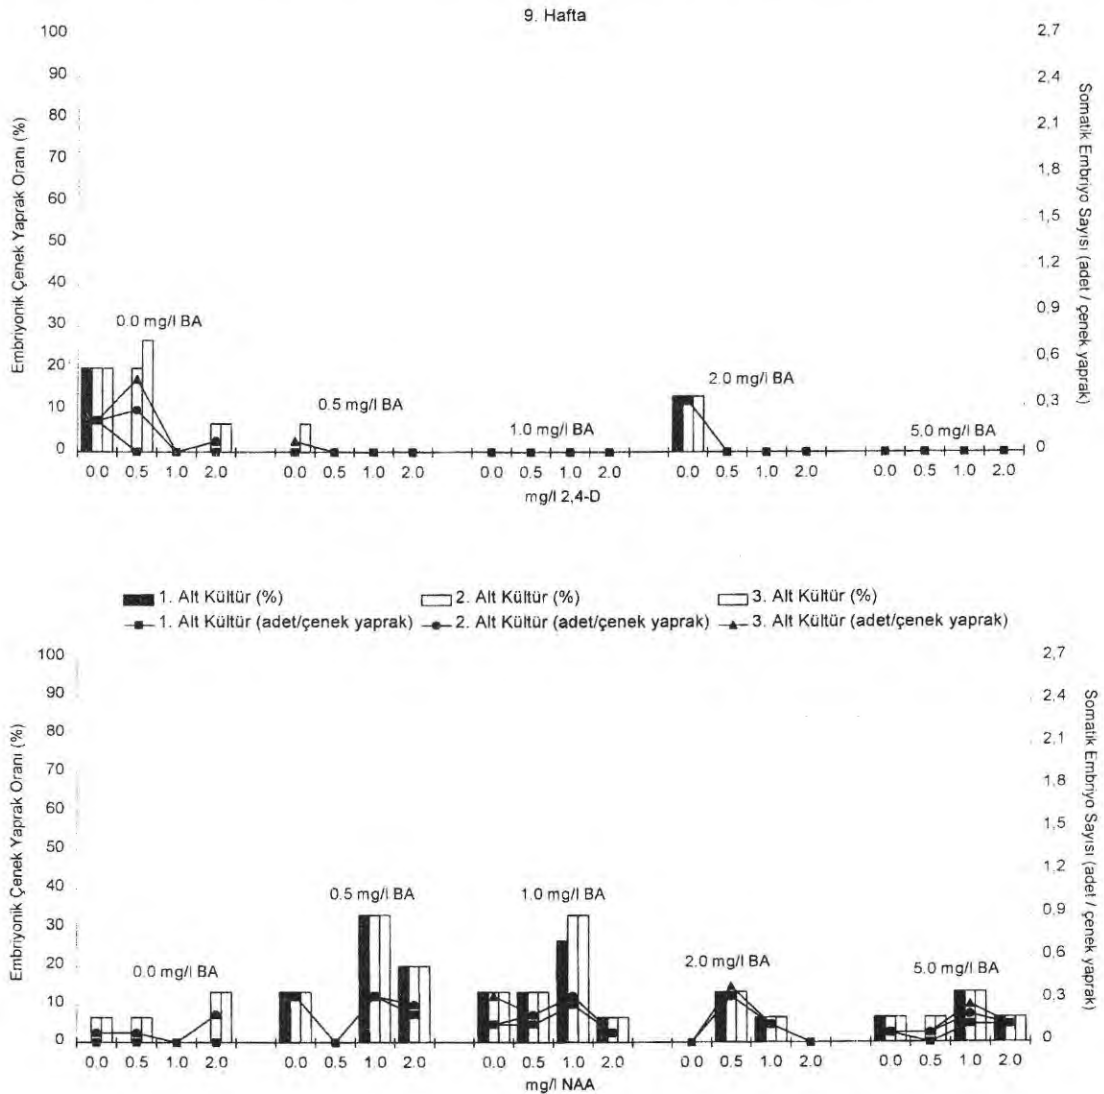 9. Hafta
100
90
80
70
60
50
40
30
20
10
0
Embriyonik Çenek Yaprak Oranı (%)
2,7
2,4
2,1
1,8
1,5
1,2
0,9
0,6
0,3
0
Somatik Embriyo Sayısı (adet / çenek yaprak)
0.0 mg/l BA
0.5 mg/l BA
1.0 mg/l BA
2.0 mg/l BA
5.0 mg/l BA
0.0 0.5 1.0 2.0 0.0 0.5 1.0 2.0 0.0 0.5 1.0 2.0 0.0 0.5 1.0 2.0 0.0 0.5 1.0 2.0
mg/l 2,4-D
1. Alt Kültür (%) 2. Alt Kültür (%) 3. Alt Kültür (%)
1. Alt Kültür (adet/çenek yaprak) 2. Alt Kültür (adet/çenek yaprak) 3. Alt Kültür (adet/çenek yaprak)
100
90
80
70
60
50
40
30
20
10
0
Embriyonik Çenek Yaprak Oranı (%)
2,7
2,4
2,1
1,8
1,5
1,2
0,9
0,6
0,3
0
Somatik Embriyo Sayısı (adet / çenek yaprak)
0.0 mg/l BA
0.5 mg/l BA
1.0 mg/l BA
2.0 mg/l BA
5.0 mg/l BA
0.0 0.5 1.0 2.0 0.0 0.5 1.0 2.0 0.0 0.5 1.0 2.0 0.0 0.5 1.0 2.0 0.0 0.5 1.0 2.0
mg/l NAA